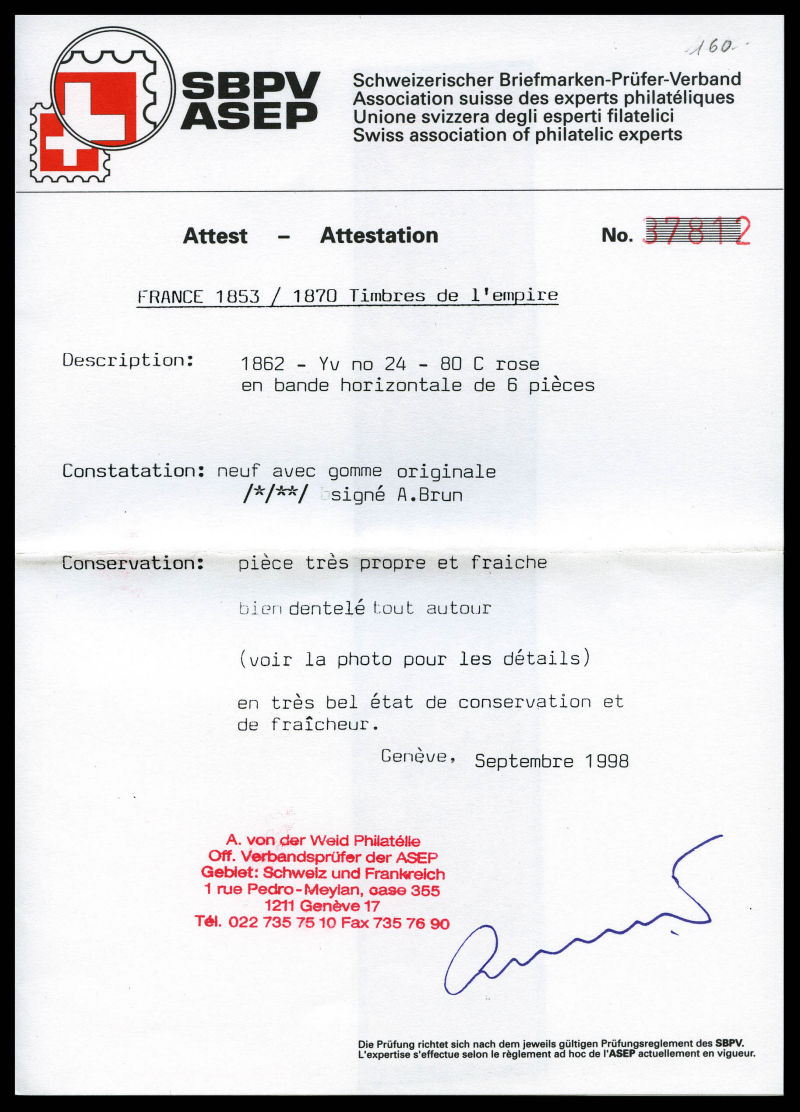 160.-
SBPV
ASEP
Schweizerischer Briefmarken-Prüfer-Verband
Association suisse des experts philatéliques
Unione svizzera degli esperti filatelici
Swiss association of philatelic experts
Attest – Attestation No. 37812
FRANCE 1853 / 1870 Timbres de l'empire
Description: 1862 - Yv no 24 - 80 C rose
en bande horizontale de 6 pièces
Constatation: neuf avec gomme originale
/*/**/ signé A.Brun
Conservation: pièce très propre et fraiche
bien dentelé tout autour
(voir la photo pour les détails)
en très bel état de conservation et
de fraîcheur.
Genève, Septembre 1998
A. von der Weid Philatélie
Off. Verbandsprüfer der ASEP
Gebiet: Schweiz und Frankreich
1 rue Pedro-Meylan, case 355
1211 Genève 17
Tél. 022 735 75 10 Fax 735 76 90
Die Prüfung richtet sich nach dem jeweils gültigen Prüfungsreglement des SBPV.
L'expertise s'effectue selon le règlement ad hoc de l'ASEP actuellement en vigueur.